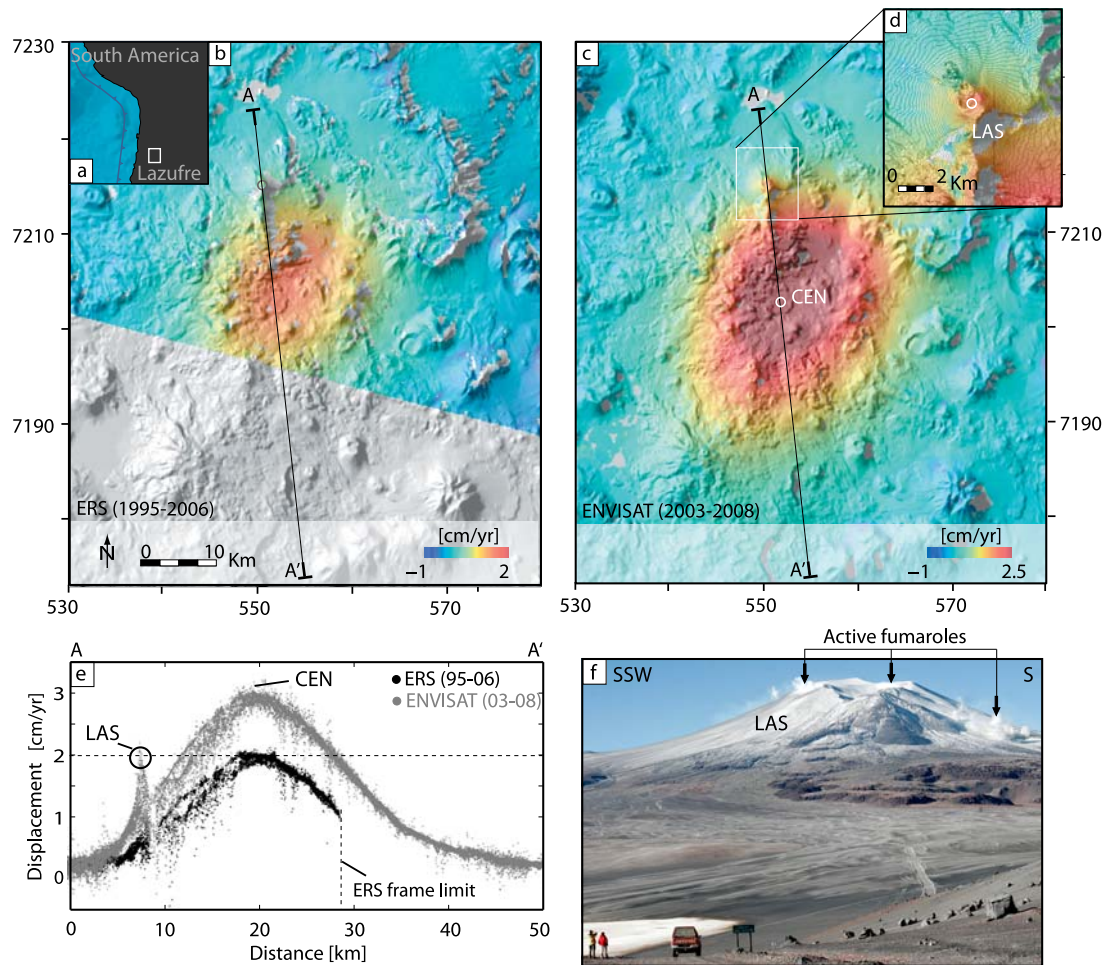 7230
7210
7190
a
South America
Lazufre
b
A
A'
ERS (1995-2006)
N
0 10 Km
[cm/yr]
−1 2
530 550 570
c
A
CEN
A'
ENVISAT (2003-2008)
[cm/yr]
−1 2.5
7210
7190
530 550 570
d
LAS
0 2 Km
A A'
e
CEN
ERS (95-06)
ENVISAT (03-08)
LAS
ERS frame limit
3
2
1
0
Displacement [cm/yr]
0 10 20 30 40 50
Distance [km]
Active fumaroles
f SSW S
LAS